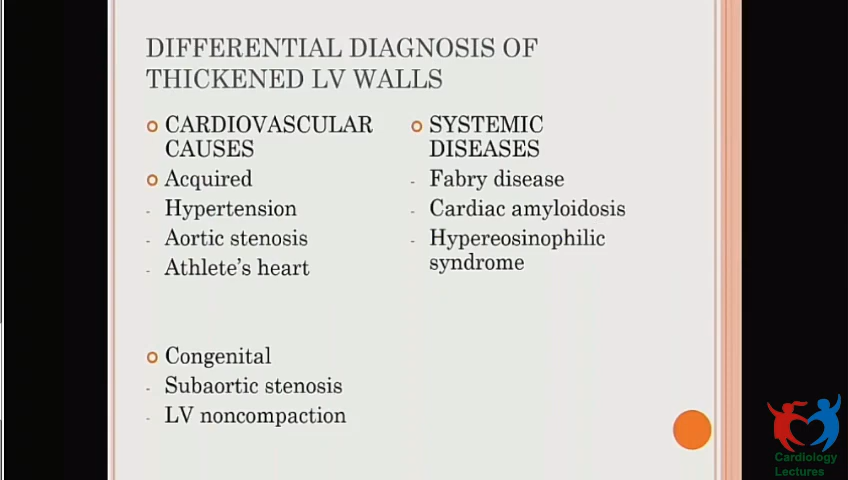 DIFFERENTIAL DIAGNOSIS OF
THICKENED LV WALLS
CARDIOVASCULAR
CAUSES
Acquired
- Hypertension
- Aortic stenosis
- Athlete's heart
Congenital
- Subaortic stenosis
- LV noncompaction
SYSTEMIC
DISEASES
- Fabry disease
- Cardiac amyloidosis
- Hypereosinophilic
syndrome
Cardiology
Lectures